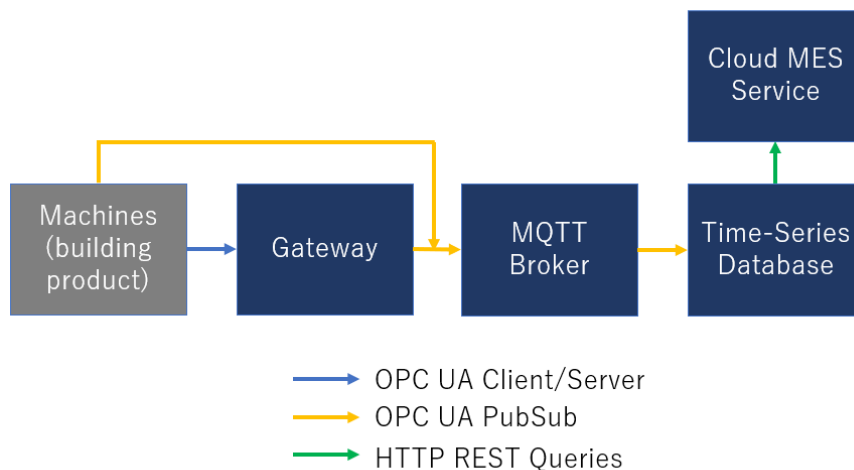 Cloud MES
Service
Machines
(building
product)
Gateway
MQTT
Broker
Time-Series
Database
OPC UA Client/Server
OPC UA PubSub
HTTP REST Queries